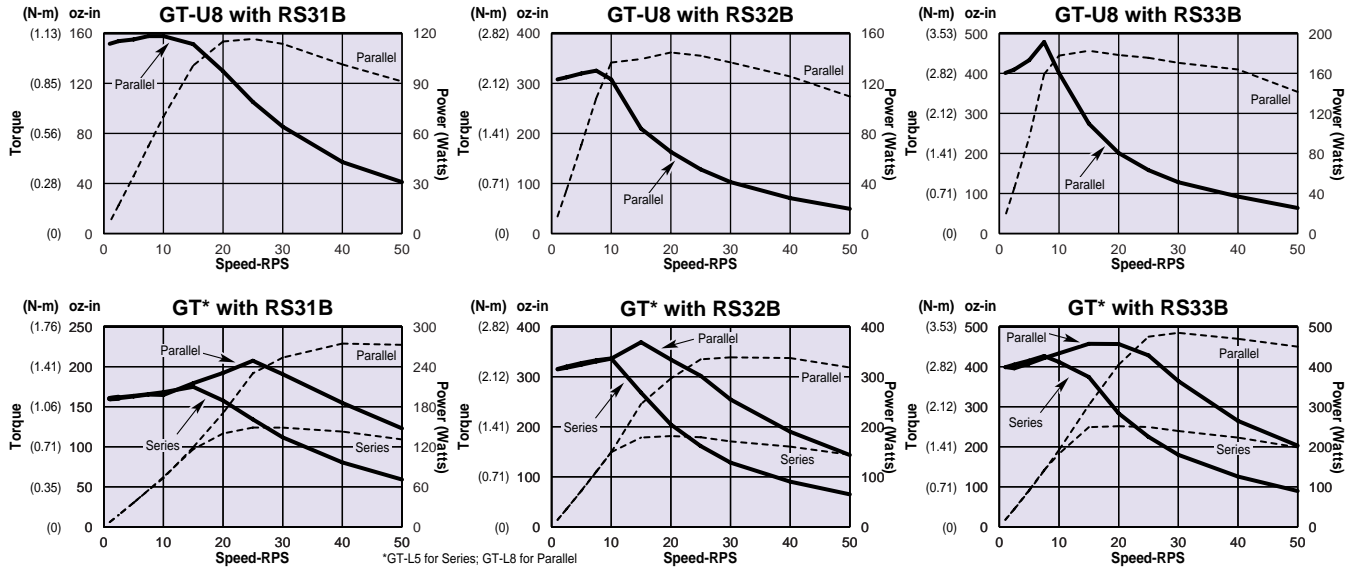 (N-m) oz-in GT-U8 with RS31B
(1.13) 160 120
(0.85) 120 90
(0.56) 80 60
(0.28) 40 30
(0) 0 0
Torque
Power (Watts)
Parallel
Parallel
0 10 20 30 40 50
Speed-RPS
(N-m) oz-in GT-U8 with RS32B
(2.82) 400 160
(2.12) 300 120
(1.41) 200 80
(0.71) 100 40
(0) 0 0
Torque
Power (Watts)
Parallel
Parallel
0 10 20 30 40 50
Speed-RPS
(N-m) oz-in GT-U8 with RS33B
(3.53) 500 200
(2.82) 400 160
(2.12) 300 120
(1.41) 200 80
(0.71) 100 40
(0) 0 0
Torque
Power (Watts)
Parallel
Parallel
0 10 20 30 40 50
Speed-RPS
(N-m) oz-in GT* with RS31B
(1.76) 250 300
(1.41) 200 240
(1.06) 150 180
(0.71) 100 120
(0.35) 50 60
(0) 0 0
Torque
Power (Watts)
Parallel
Parallel
Series
Series
0 10 20 30 40 50
Speed-RPS
(N-m) oz-in GT* with RS32B
(2.82) 400 400
(2.12) 300 300
(1.41) 200 200
(0.71) 100 100
(0) 0 0
Torque
Power (Watts)
Parallel
Parallel
Series
Series
0 10 20 30 40 50
Speed-RPS
(N-m) oz-in GT* with RS33B
(3.53) 500 500
(2.82) 400 400
(2.12) 300 300
(1.41) 200 200
(0.71) 100 100
(0) 0 0
Torque
Power (Watts)
Parallel
Parallel
Series
Series
0 10 20 30 40 50
Speed-RPS
*GT-L5 for Series; GT-L8 for Parallel